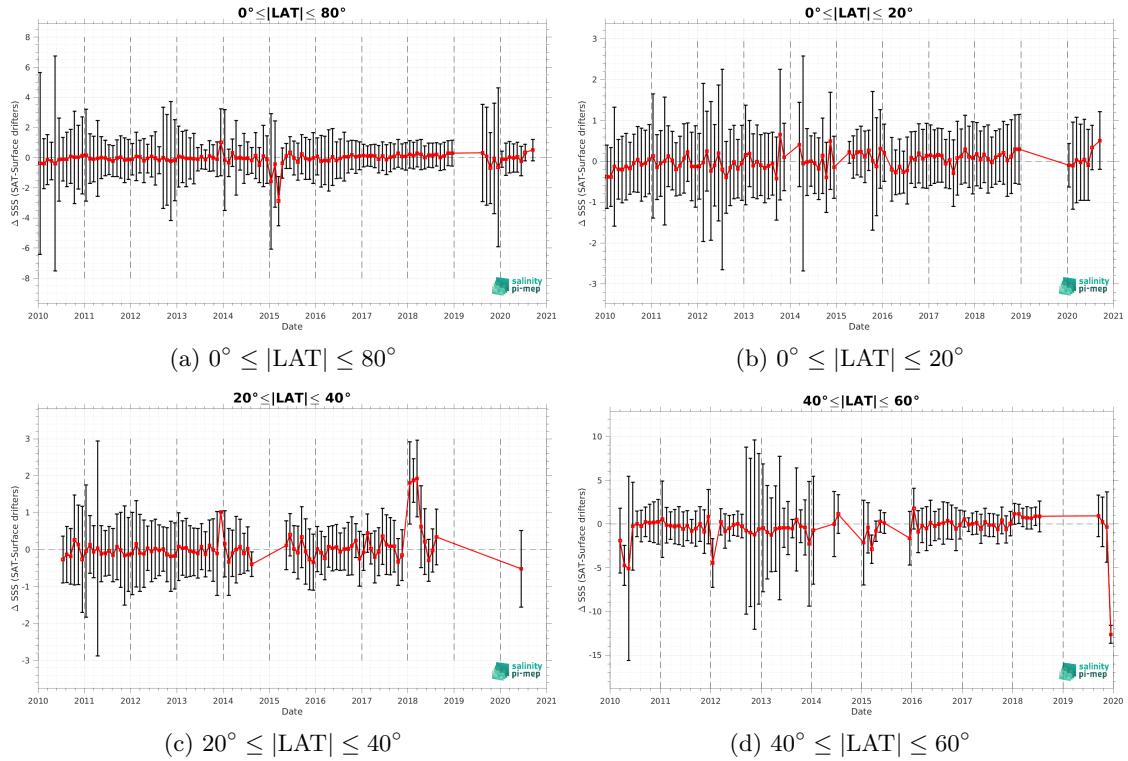 0°≤|LAT|≤ 80°
Δ SSS (SAT-Surface drifters)
8
6
4
2
0
-2
-4
-6
-8
2010 2011 2012 2013 2014 2015 2016 2017 2018 2019 2020 2021
Date
salinity
pi-mep
(a) 0° ≤ |LAT| ≤ 80°
0°≤|LAT|≤ 20°
Δ SSS (SAT-Surface drifters)
3
2
1
0
-1
-2
-3
2010 2011 2012 2013 2014 2015 2016 2017 2018 2019 2020 2021
Date
salinity
pi-mep
(b) 0° ≤ |LAT| ≤ 20°
20°≤|LAT|≤ 40°
Δ SSS (SAT-Surface drifters)
3
2
1
0
-1
-2
-3
2010 2011 2012 2013 2014 2015 2016 2017 2018 2019 2020 2021
Date
salinity
pi-mep
(c) 20° ≤ |LAT| ≤ 40°
40°≤|LAT|≤ 60°
Δ SSS (SAT-Surface drifters)
10
5
0
-5
-10
-15
2010 2011 2012 2013 2014 2015 2016 2017 2018 2019 2020
Date
salinity
pi-mep
(d) 40° ≤ |LAT| ≤ 60°